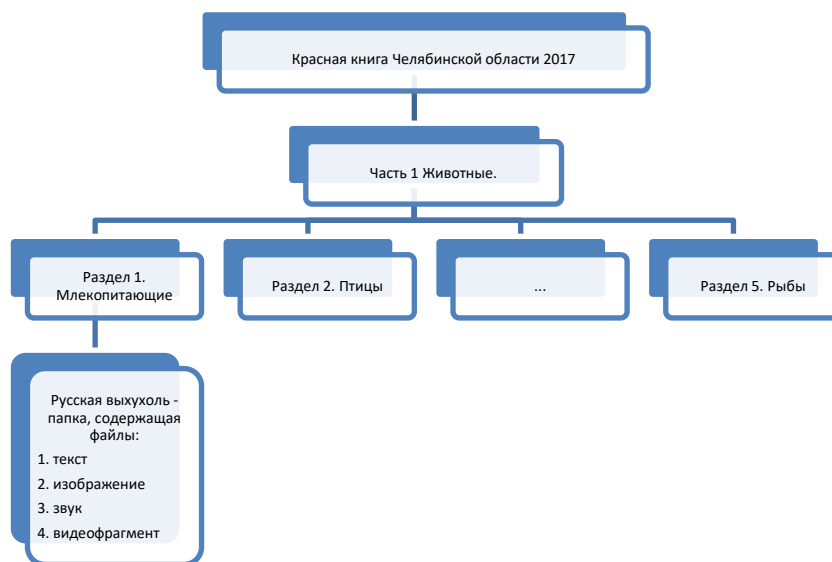 Красная книга Челябинской области 2017
Часть 1 Животные.
Раздел 1.
Млекопитающие
Раздел 2. Птицы
...
Раздел 5. Рыбы
Русская выхухоль -
папка, содержащая
файлы:
1. текст
2. изображение
3. звук
4. видеофрагмент